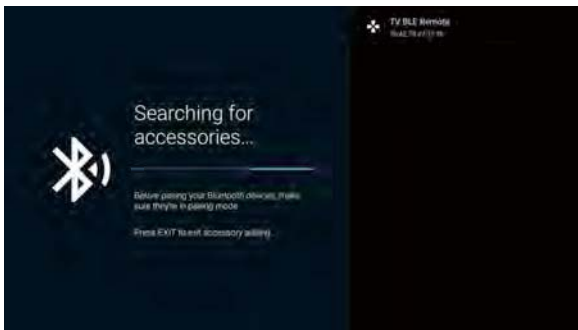 Searching for
accessories...
Before pairing your Bluetooth devices, make
sure they're in pairing mode
Press EXIT to exit accessory adding.
TV BLE Remote